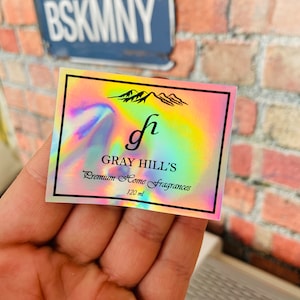 BSKMNY
gh
GRAY HILL'S
Premium Home Fragrances
120 ml